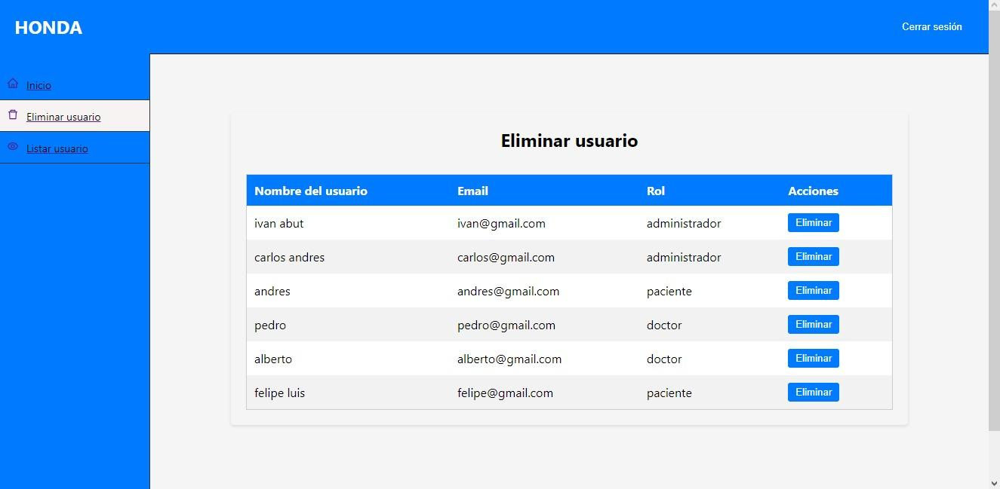 HONDA
Cerrar sesión
Inicio
Eliminar usuario
Listar usuario
Eliminar usuario
Nombre del usuario Email Rol Acciones
ivan abut ivan@gmail.com administrador Eliminar
carlos andres carlos@gmail.com administrador Eliminar
andres andres@gmail.com paciente Eliminar
pedro pedro@gmail.com doctor Eliminar
alberto alberto@gmail.com doctor Eliminar
felipe luis felipe@gmail.com paciente Eliminar